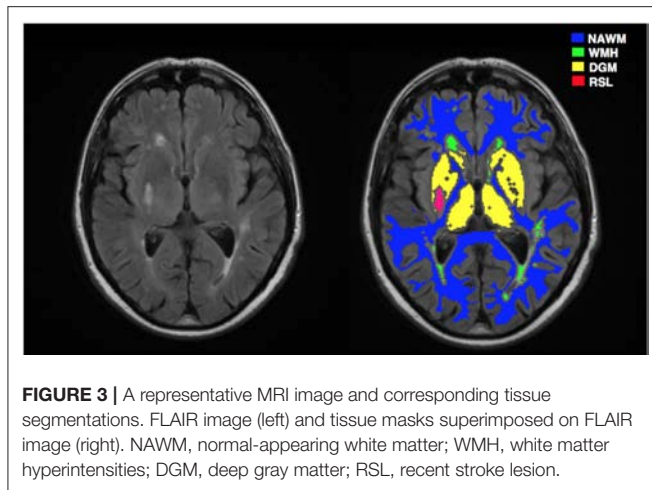 NAWM
WMH
DGM
RSL
FIGURE 3 | A representative MRI image and corresponding tissue
segmentations. FLAIR image (left) and tissue masks superimposed on FLAIR
image (right). NAWM, normal-appearing white matter; WMH, white matter
hyperintensities; DGM, deep gray matter; RSL, recent stroke lesion.